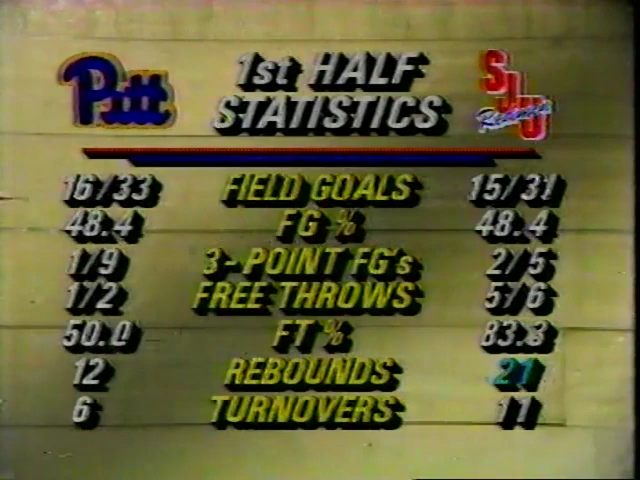 Pitt 1st HALF STATISTICS SJU Redmen
16/33 FIELD GOALS 15/31
48.4 FG % 48.4
1/9 3-POINT FG's 2/5
1/2 FREE THROWS 5/6
50.0 FT % 83.3
12 REBOUNDS 21
6 TURNOVERS 11